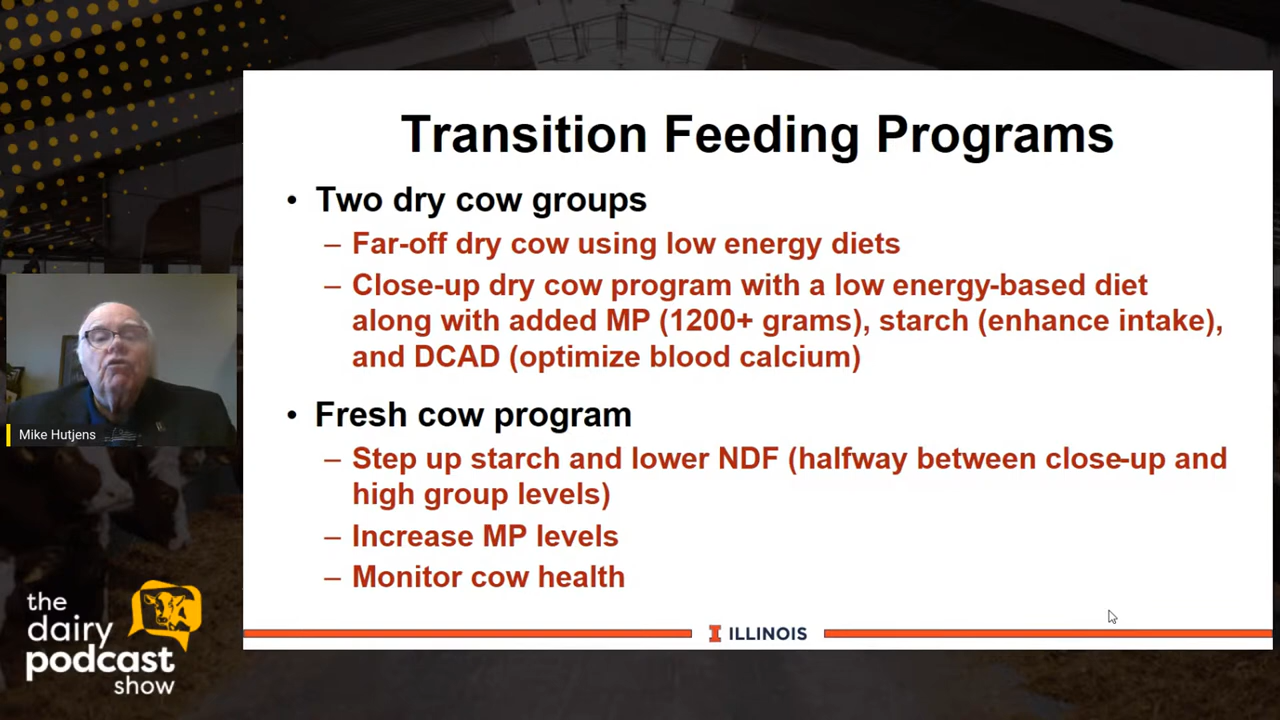 Transition Feeding Programs
• Two dry cow groups
– Far-off dry cow using low energy diets
– Close-up dry cow program with a low energy-based diet
along with added MP (1200+ grams), starch (enhance intake),
and DCAD (optimize blood calcium)
• Fresh cow program
– Step up starch and lower NDF (halfway between close-up and
high group levels)
– Increase MP levels
– Monitor cow health
I ILLINOIS
Mike Hutjens
the
dairy
podcast
show